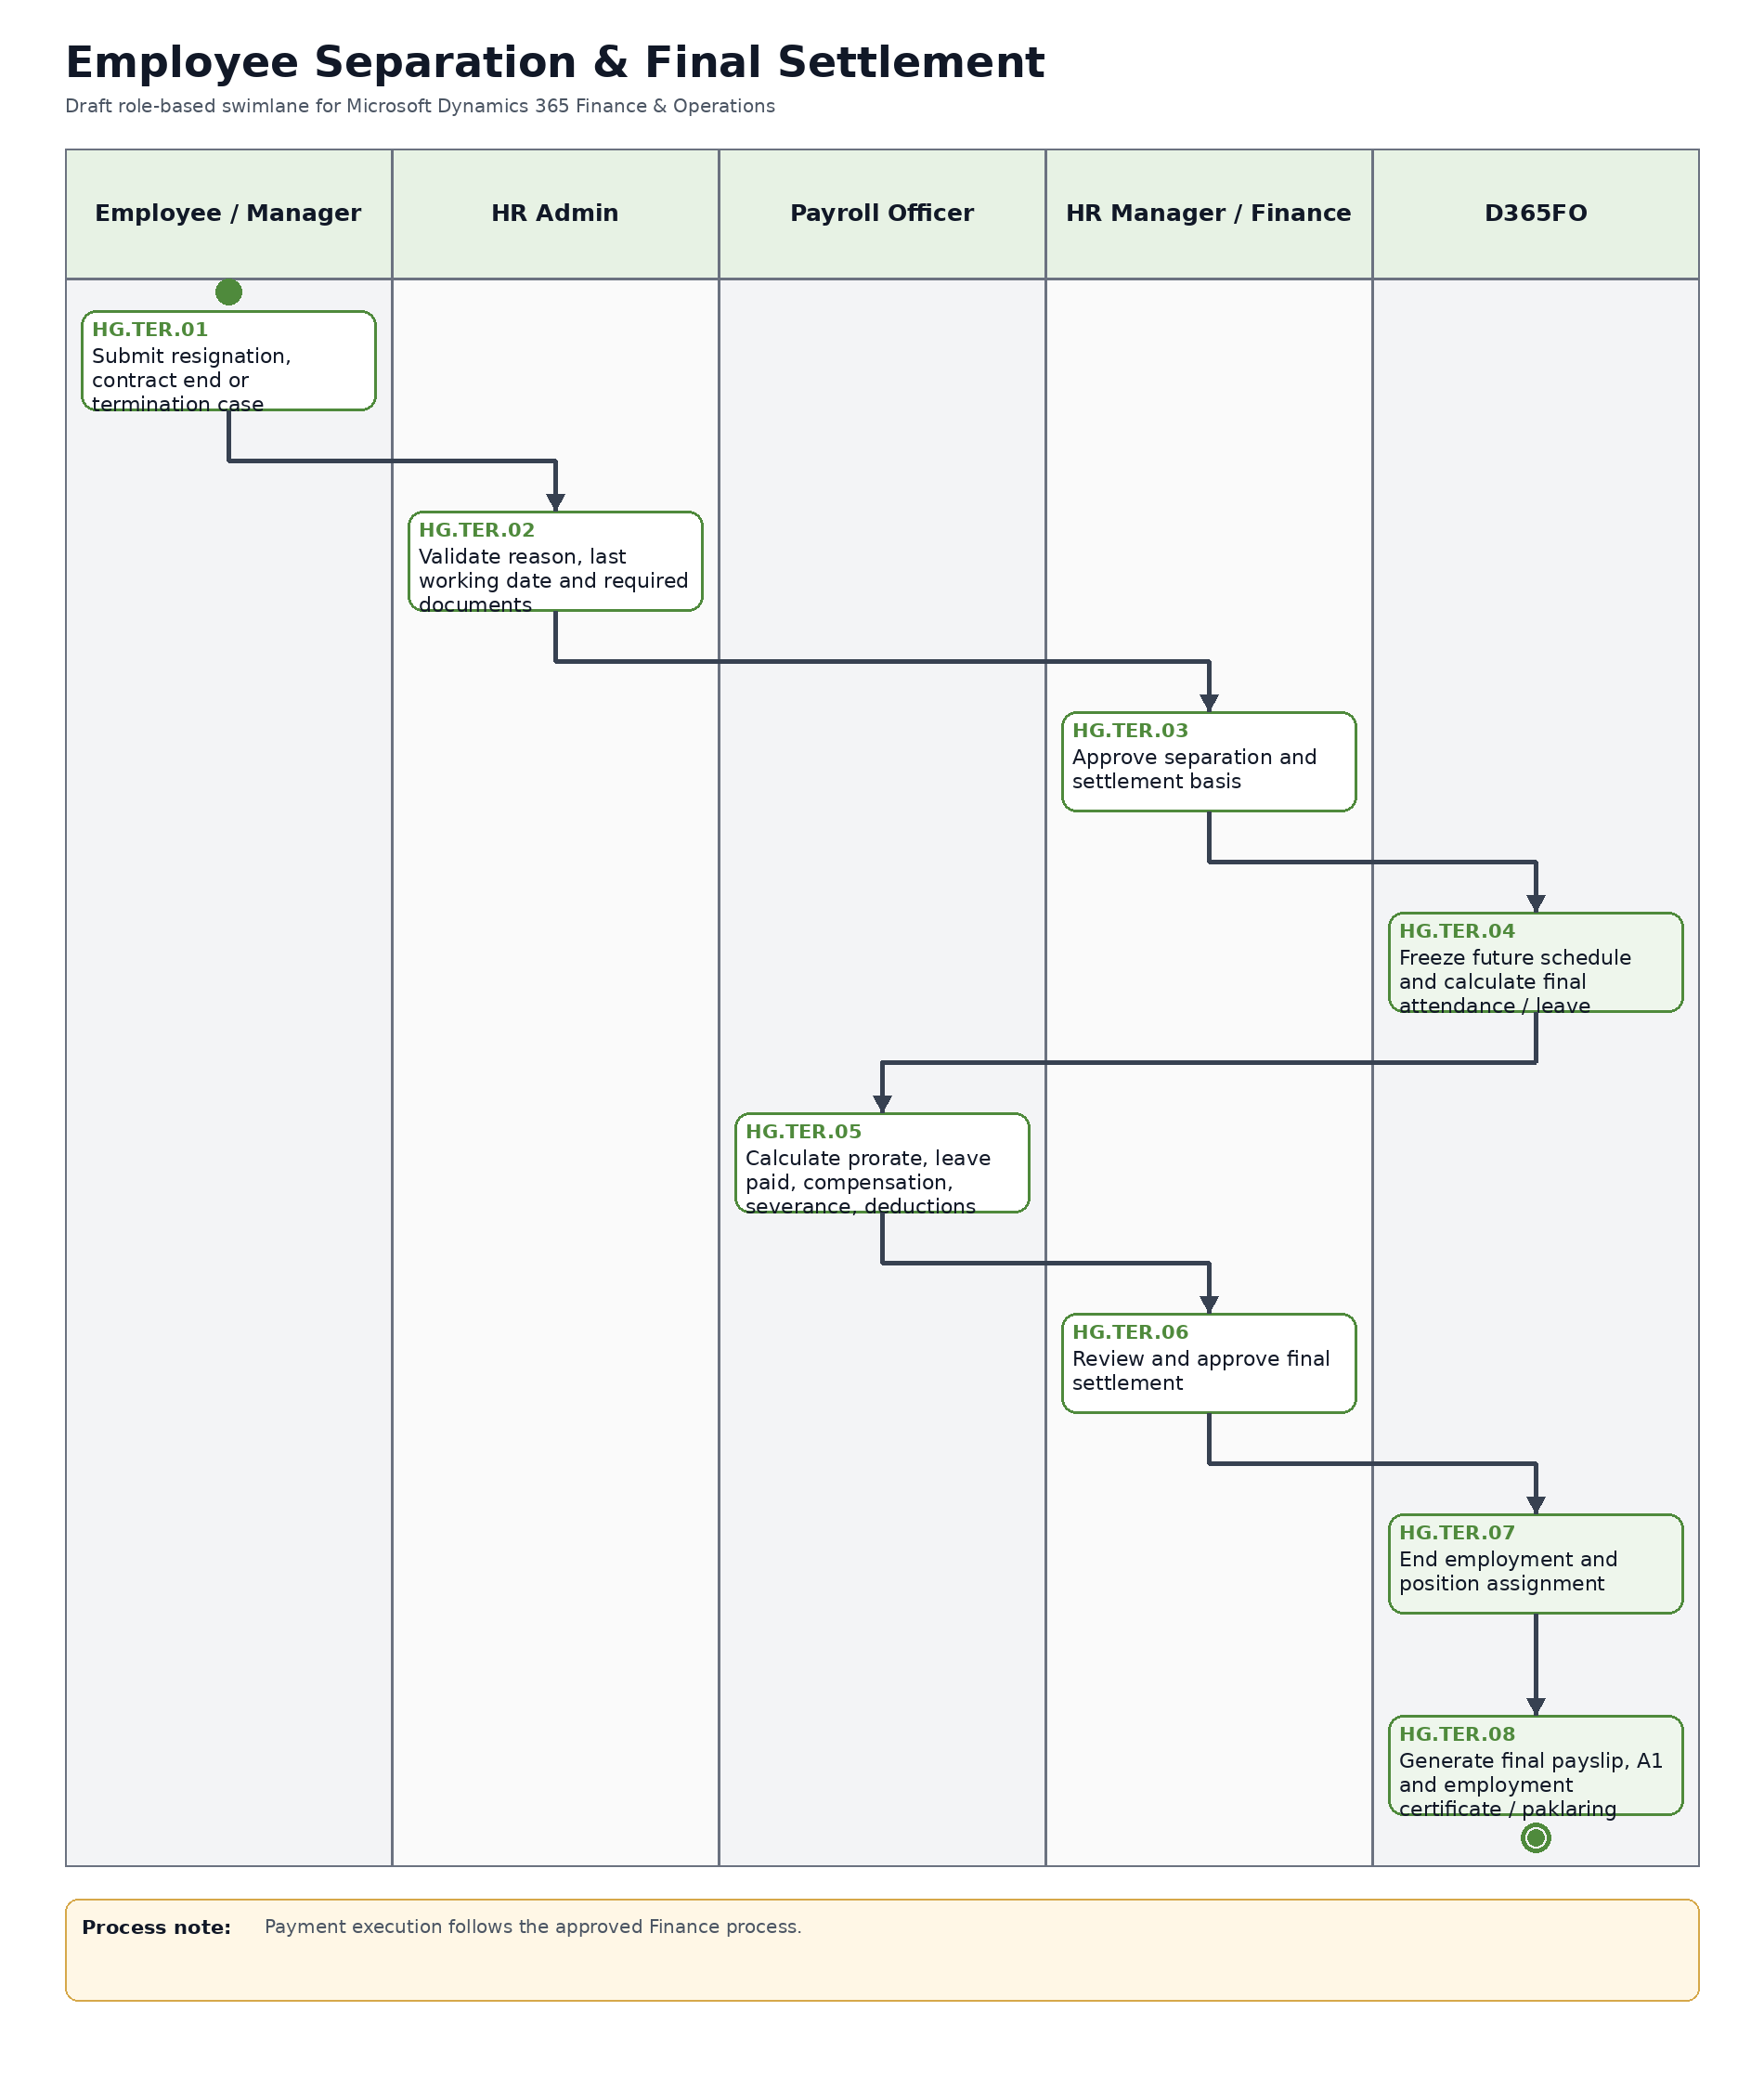 Employee Separation & Final Settlement
Draft role-based swimlane for Microsoft Dynamics 365 Finance & Operations
Employee / Manager
HR Admin
Payroll Officer
HR Manager / Finance
D365FO
HG.TER.01
Submit resignation,
contract end or
termination case
HG.TER.02
Validate reason, last
working date and required
documents
HG.TER.03
Approve separation and
settlement basis
HG.TER.04
Freeze future schedule
and calculate final
attendance / leave
HG.TER.05
Calculate prorate, leave
paid, compensation,
severance, deductions
HG.TER.06
Review and approve final
settlement
HG.TER.07
End employment and
position assignment
HG.TER.08
Generate final payslip, A1
and employment
certificate / paklaring
Process note: Payment execution follows the approved Finance process.